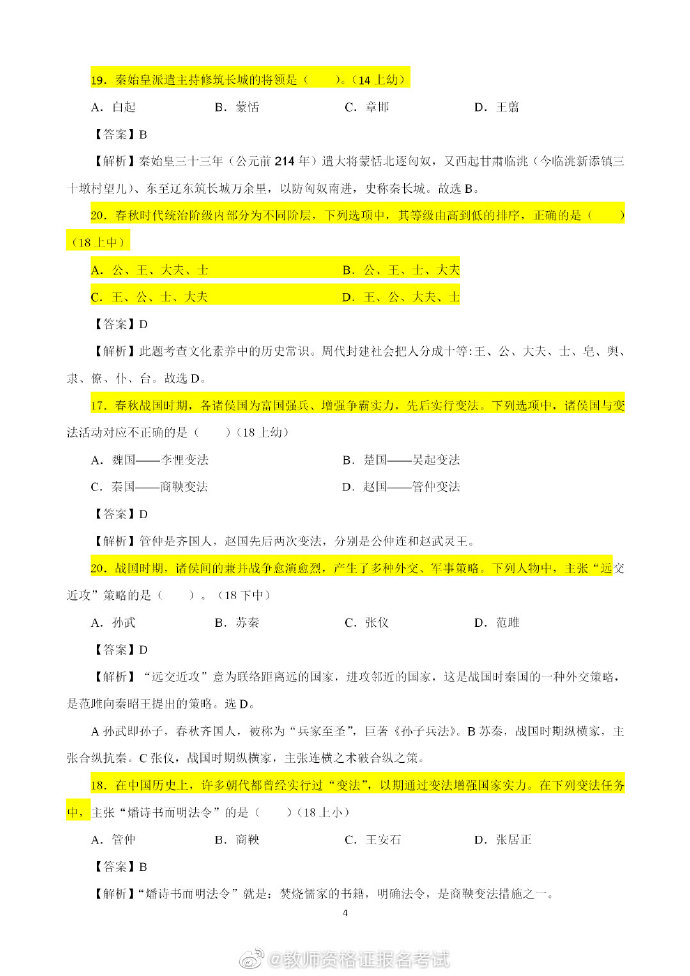 19．秦始皇派遣主持修筑长城的将领是（　　）。（14 上幼）
A．白起　B．蒙恬　C．章邯　D．王翦
【答案】B
【解析】秦始皇三十三年（公元前 214 年）遣大将蒙恬北逐匈奴，又西起甘肃临洮（今临洮新添镇三
十墩村望儿）、东至辽东筑长城万余里，以防匈奴南进，史称秦长城。故选 B。
20．春秋时代统治阶级内部分为不同阶层，下列选项中，其等级由高到低的排序，正确的是（　　）
（18 上中）
A．公、王、大夫、士　B．公、王、士、大夫
C．王、公、士、大夫　D．王、公、大夫、士
【答案】D
【解析】此题考查文化素养中的历史常识。周代封建社会把人分成十等：王、公、大夫、士、皂、舆、
隶、僚、仆、台。故选 D。
17．春秋战国时期，各诸侯国为富国强兵、增强争霸实力，先后实行变法。下列选项中，诸侯国与变
法活动对应不正确的是（　　）（18 上幼）
A．魏国——李悝变法　B．楚国——吴起变法
C．秦国——商鞅变法　D．赵国——管仲变法
【答案】D
【解析】管仲是齐国人，赵国先后两次变法，分别是公仲连和赵武灵王。
20．战国时期，诸侯间的兼并战争愈演愈烈，产生了多种外交、军事策略。下列人物中，主张“远交
近攻”策略的是（　　）。（18 下中）
A．孙武　B．苏秦　C．张仪　D．范雎
【答案】D
【解析】“远交近攻”意为联络距离远的国家，进攻邻近的国家，这是战国时秦国的一种外交策略，
是范雎向秦昭王提出的策略。选 D。
A 孙武即孙子，春秋齐国人，被称为“兵家至圣”，巨著《孙子兵法》。B 苏秦，战国时期纵横家，主
张合纵抗秦。C 张仪，战国时期纵横家，主张连横之术破合纵之策。
18．在中国历史上，许多朝代都曾经实行过“变法”，以期通过变法增强国家实力。在下列变法任务
中，主张“燔诗书而明法令”的是（　　）（18 上小）
A．管仲　B．商鞅　C．王安石　D．张居正
【答案】B
【解析】“燔诗书而明法令”就是：焚烧儒家的书籍，明确法令，是商鞅变法措施之一。
4
@教师资格证报名考试